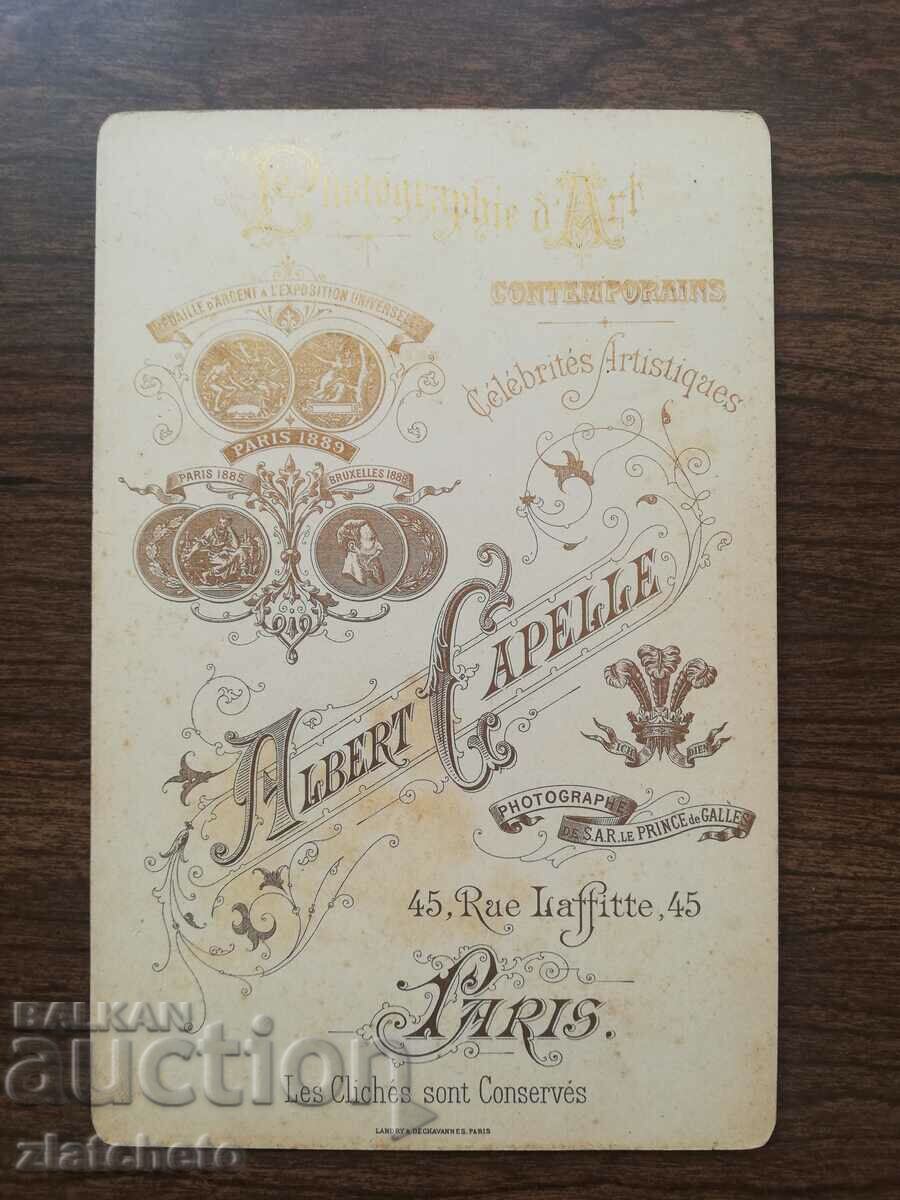 Photographie d'Art
CONTEMPORAINS
Célébrités Artistiques
MÉDAILLE D'ARGENT À L'EXPOSITION UNIVERSELLE
PARIS 1889
PARIS 1885
BRUXELLES 1888
ALBERT CAPELLE
ICH DIEN
PHOTOGRAPHE
DE S.A.R. LE PRINCE de GALLES
45, Rue Laffitte, 45
PARIS.
Les Clichés sont Conservés
LANDRY & DECHAVANNES. PARIS
BALKAN
auction
zlatcheto